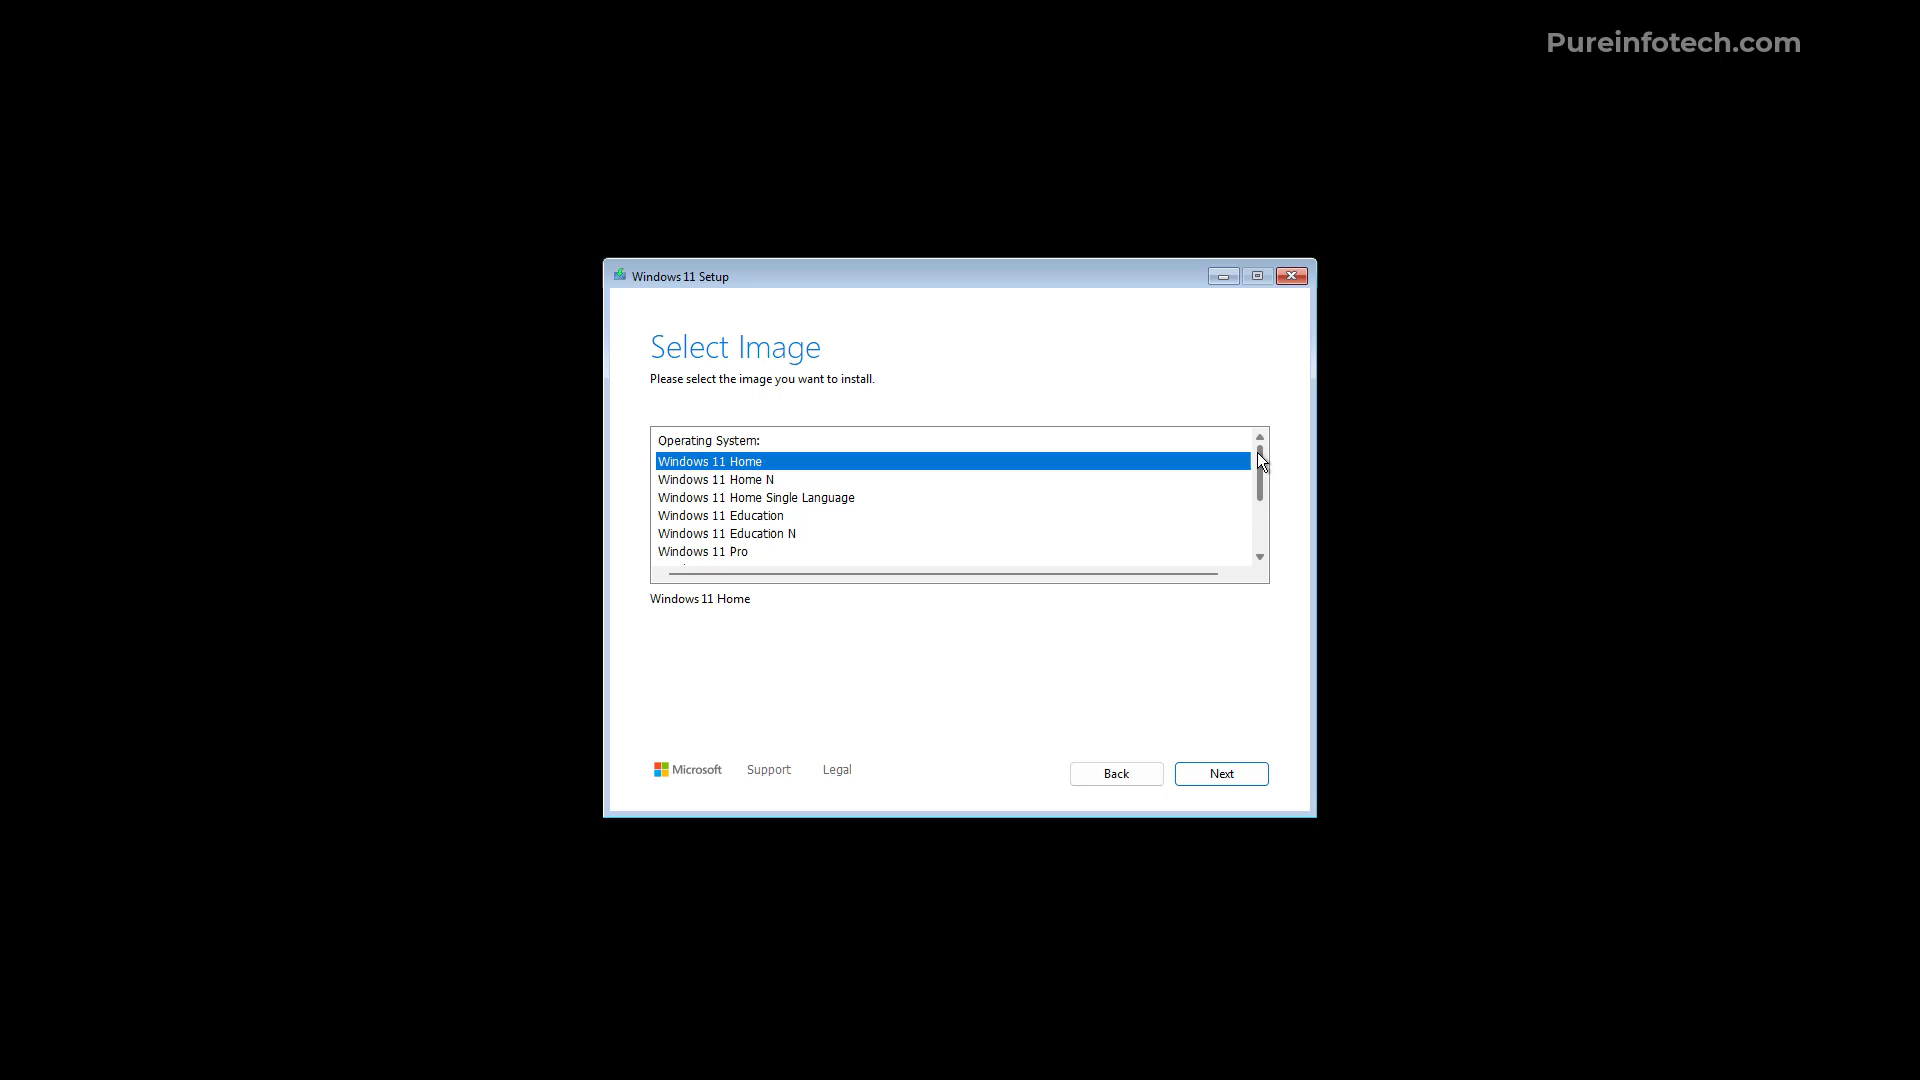 Pureinfotech.com
Windows 11 Setup
Select Image
Please select the image you want to install.
Operating System:
Windows 11 Home
Windows 11 Home N
Windows 11 Home Single Language
Windows 11 Education
Windows 11 Education N
Windows 11 Pro
Windows 11 Home
Microsoft Support Legal Back Next